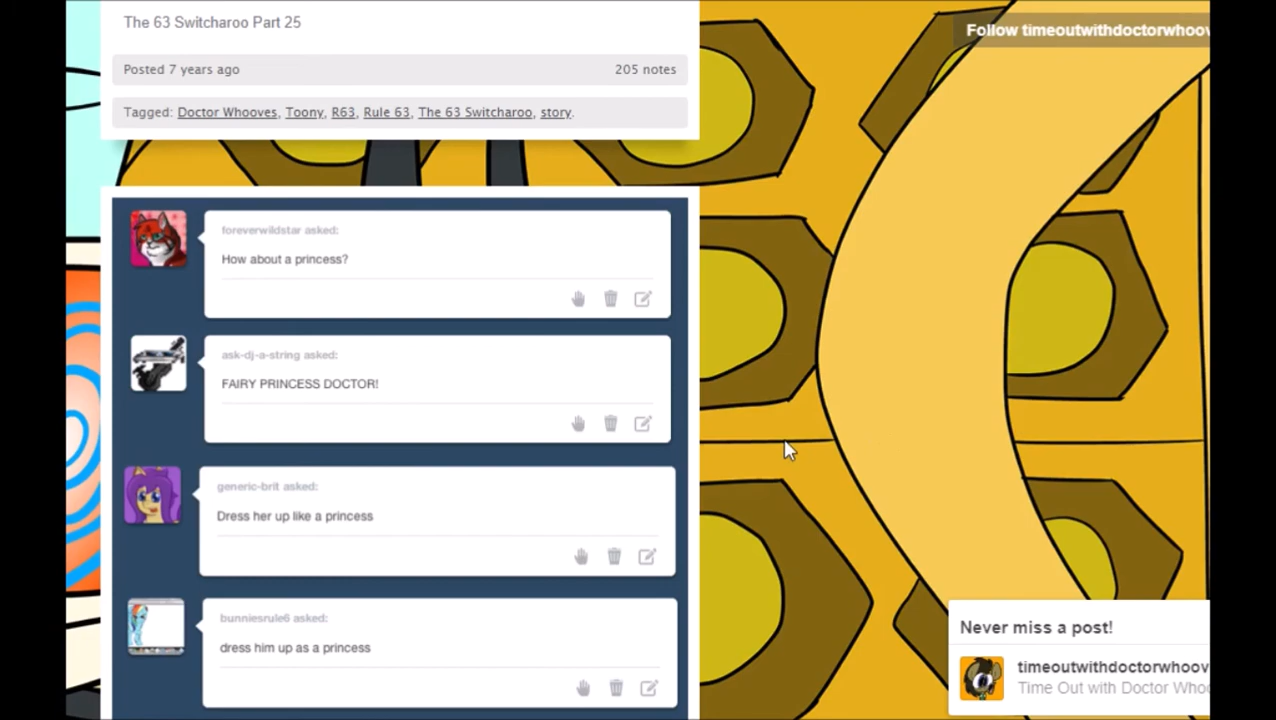 The 63 Switcharoo Part 25
Follow timeoutwithdoctorwhoov
Posted 7 years ago 205 notes
Tagged: Doctor Whooves, Toony, R63, Rule 63, The 63 Switcharoo, story.
foreverwildstar asked:
How about a princess?
ask-dj-a-string asked:
FAIRY PRINCESS DOCTOR!
generic-brit asked:
Dress her up like a princess
bunniesrule6 asked:
dress him up as a princess
Never miss a post!
timeoutwithdoctorwhoov
Time Out with Doctor Whoo